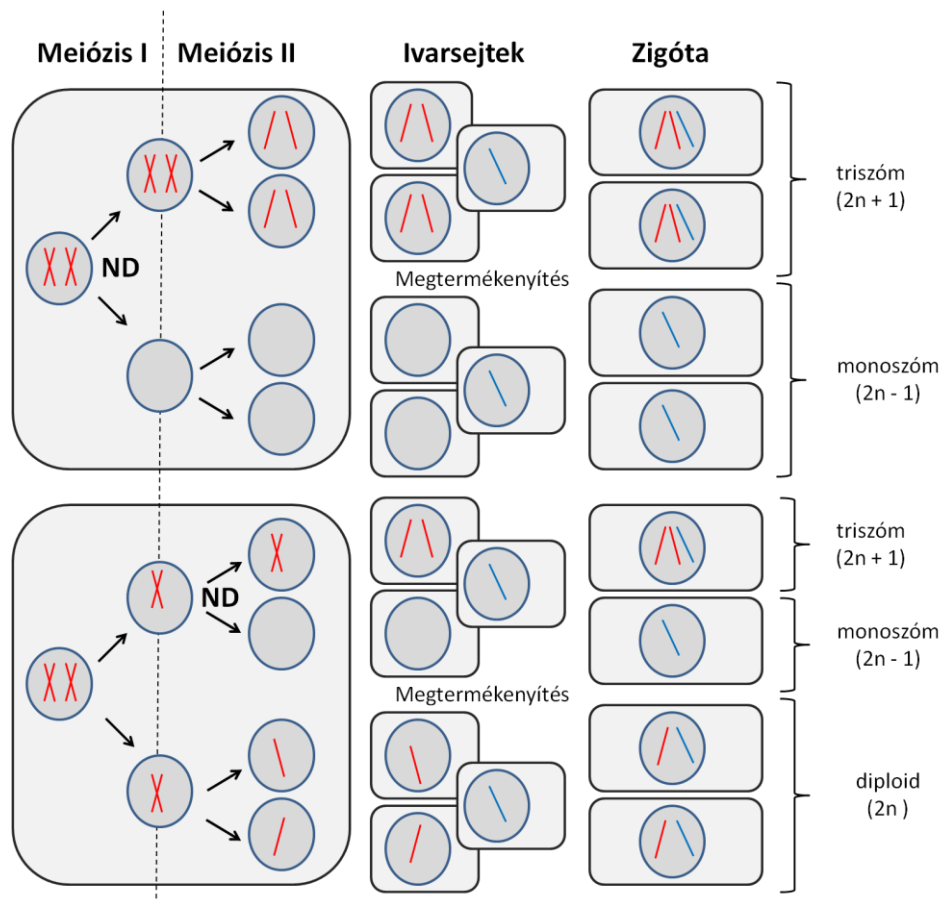 Meiózis I
Meiózis II
Ivarsejtek
Zigóta
ND
triszóm
(2n + 1)
Megtermékenyítés
monoszóm
(2n - 1)
ND
triszóm
(2n + 1)
monoszóm
(2n - 1)
Megtermékenyítés
diploid
(2n )